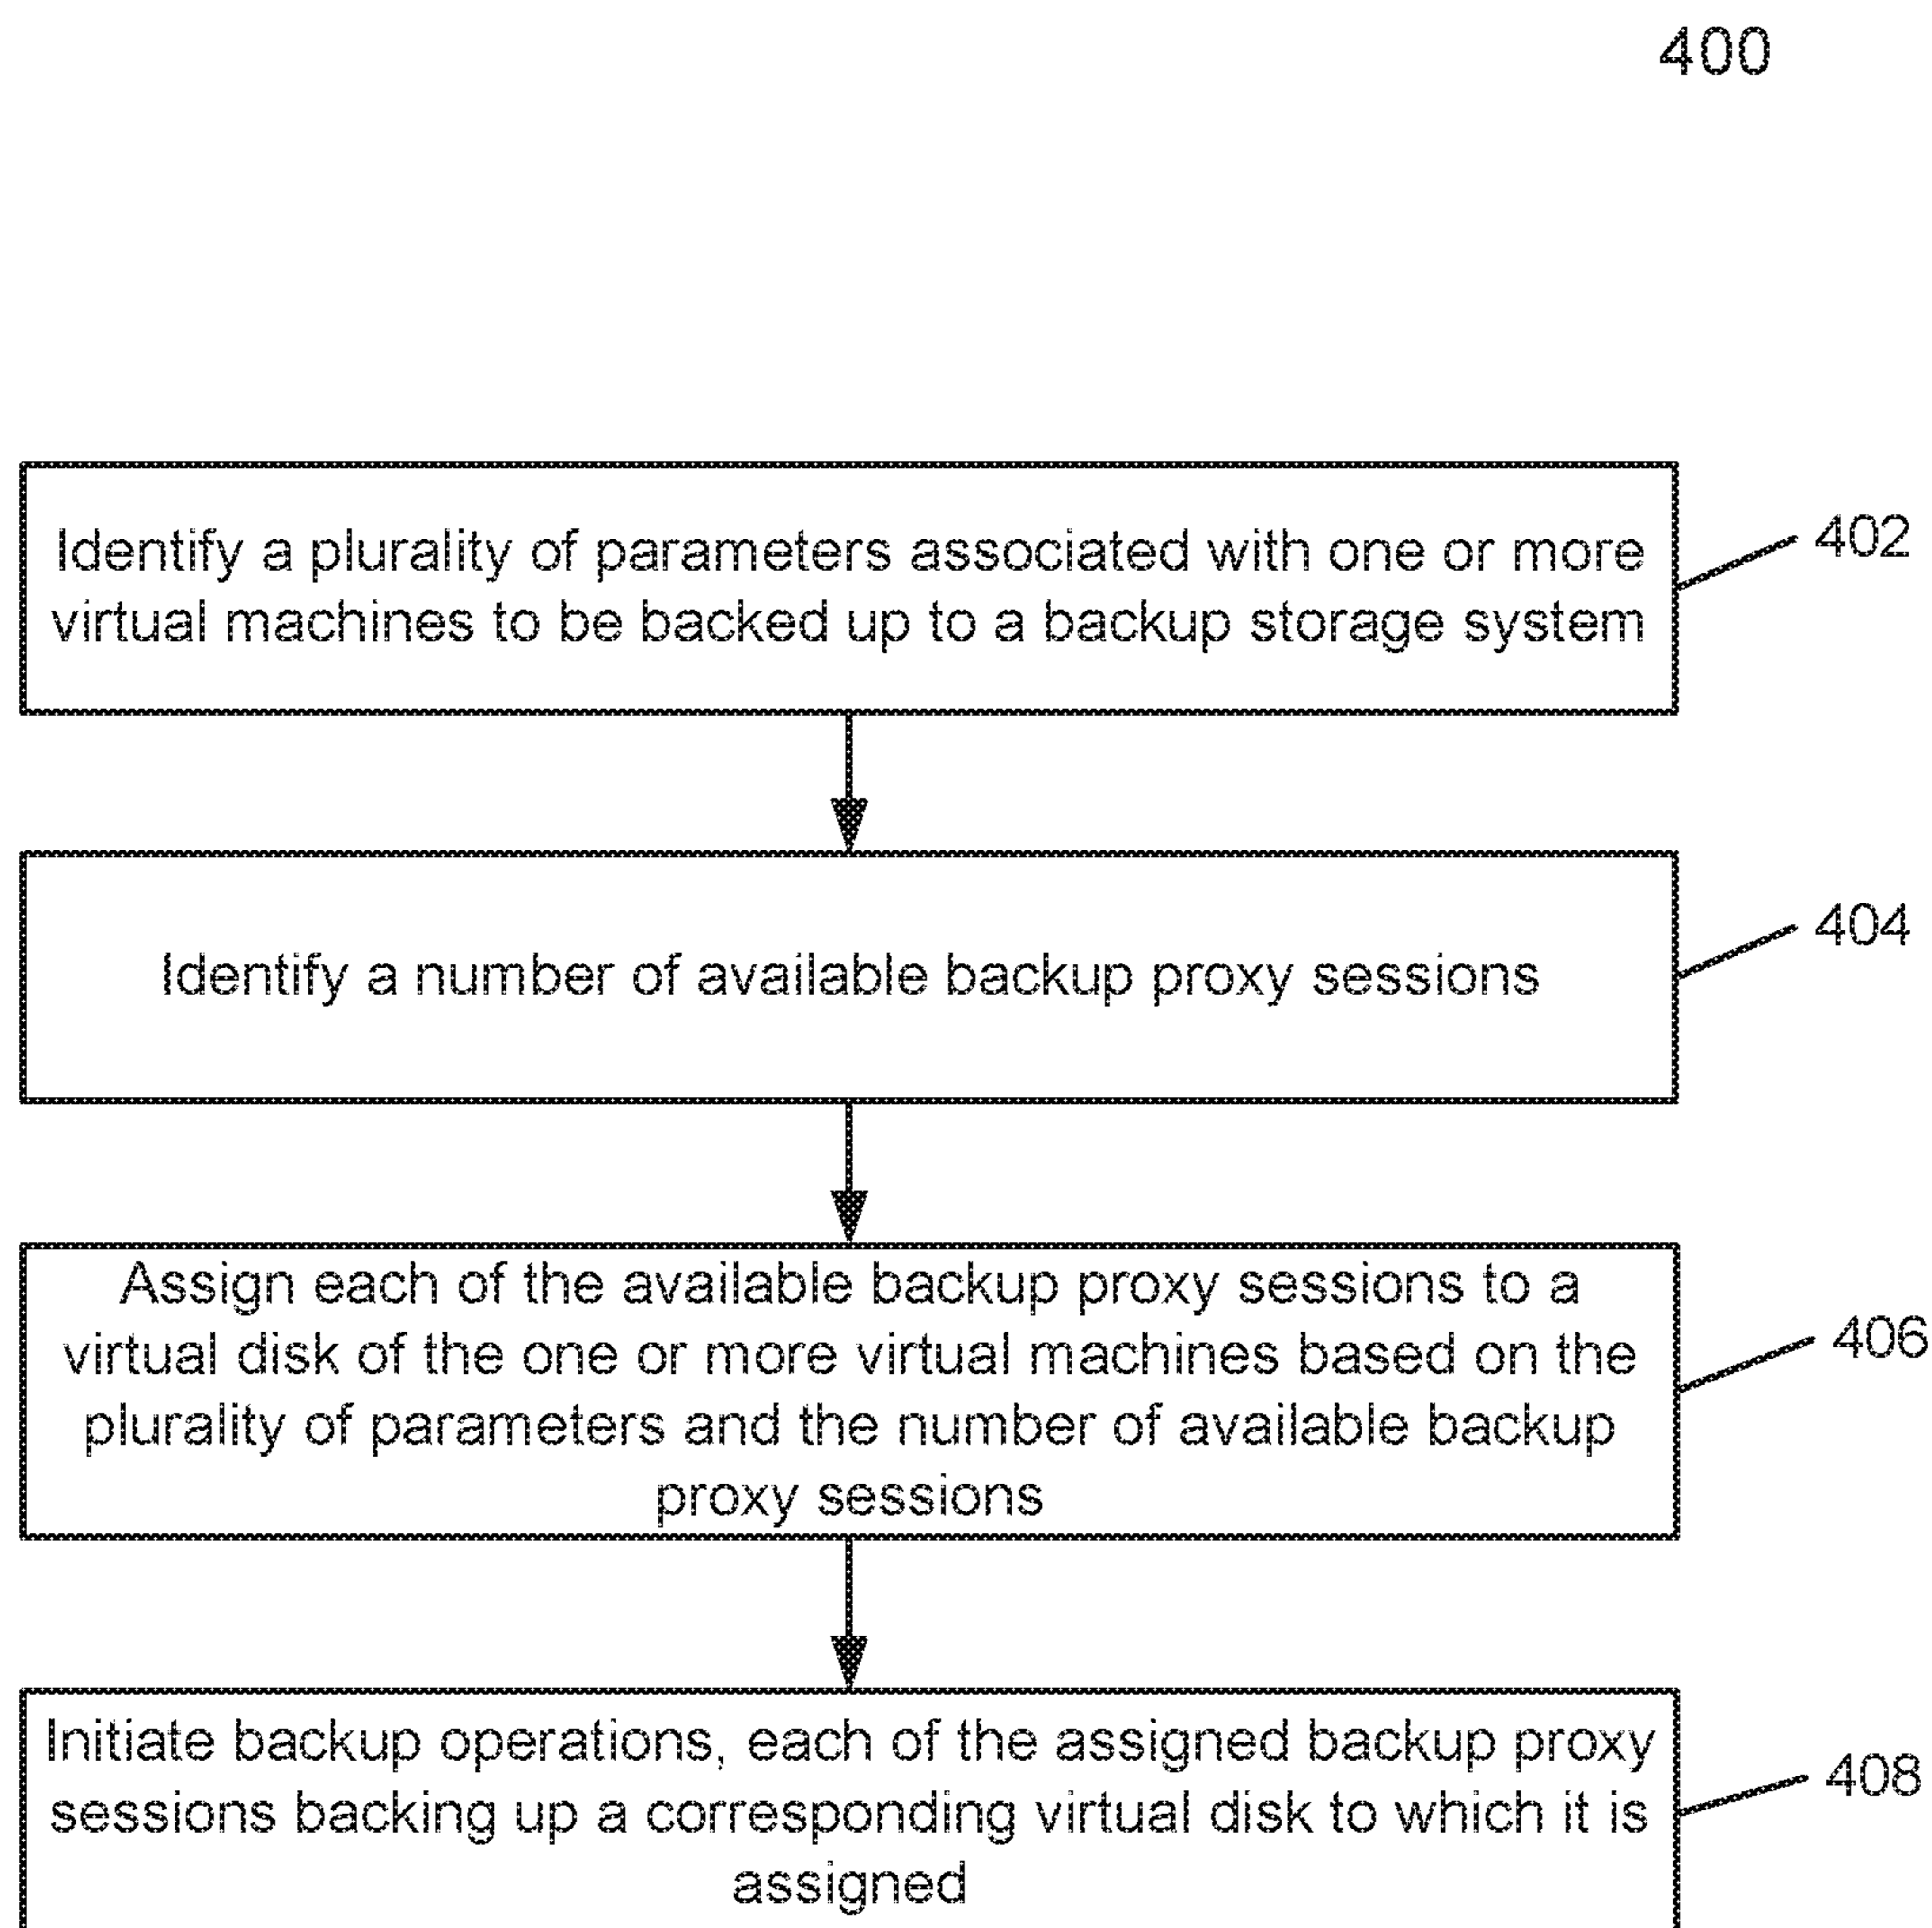 400
Identify a plurality of parameters associated with one or more
virtual machines to be backed up to a backup storage system
402
Identify a number of available backup proxy sessions
404
Assign each of the available backup proxy sessions to a
virtual disk of the one or more virtual machines based on the
plurality of parameters and the number of available backup
proxy sessions
406
Initiate backup operations, each of the assigned backup proxy
sessions backing up a corresponding virtual disk to which it is
assigned
408